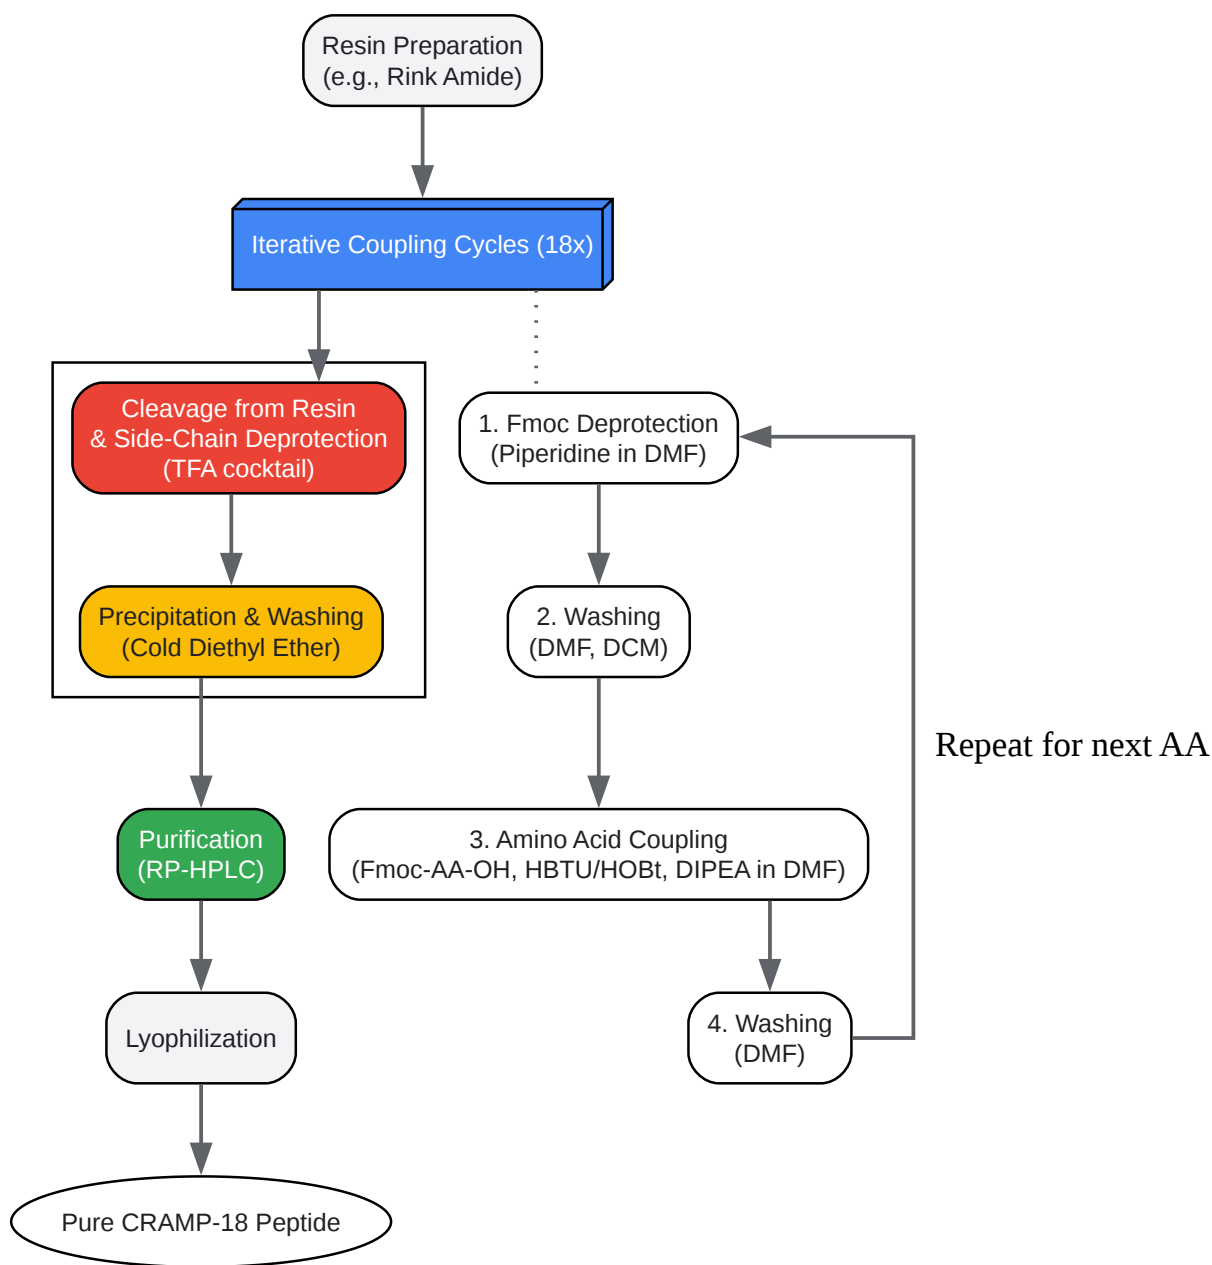 Resin Preparation
(e.g., Rink Amide)
Iterative Coupling Cycles (18x)
Cleavage from Resin
& Side-Chain Deprotection
(TFA cocktail)
Precipitation & Washing
(Cold Diethyl Ether)
Purification
(RP-HPLC)
Lyophilization
Pure CRAMP-18 Peptide
1. Fmoc Deprotection
(Piperidine in DMF)
2. Washing
(DMF, DCM)
3. Amino Acid Coupling
(Fmoc-AA-OH, HBTU/HOBt, DIPEA in DMF)
4. Washing
(DMF)
Repeat for next AA